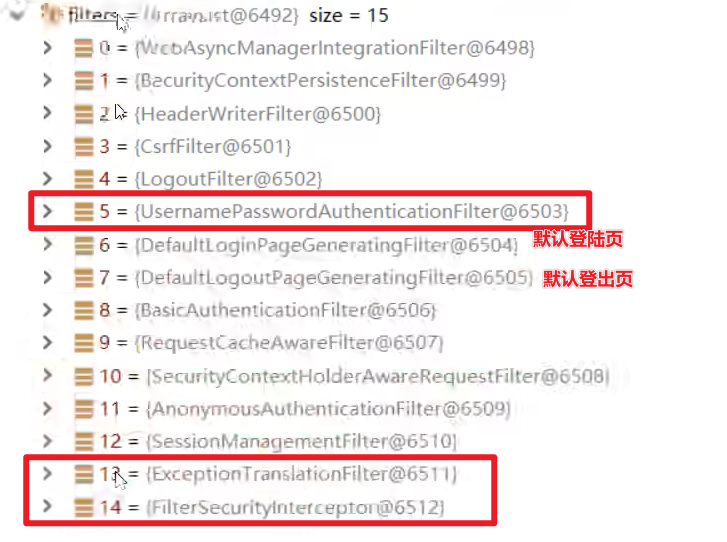 filters = {ArrayList@6492} size = 15
0 = {WebAsyncManagerIntegrationFilter@6498}
1 = {SecurityContextPersistenceFilter@6499}
2 = {HeaderWriterFilter@6500}
3 = {CsrfFilter@6501}
4 = {LogoutFilter@6502}
5 = {UsernamePasswordAuthenticationFilter@6503}
6 = {DefaultLoginPageGeneratingFilter@6504} 默认登陆页
7 = {DefaultLogoutPageGeneratingFilter@6505} 默认登出页
8 = {BasicAuthenticationFilter@6506}
9 = {RequestCacheAwareFilter@6507}
10 = {SecurityContextHolderAwareRequestFilter@6508}
11 = {AnonymousAuthenticationFilter@6509}
12 = {SessionManagementFilter@6510}
13 = {ExceptionTranslationFilter@6511}
14 = {FilterSecurityInterceptor@6512}